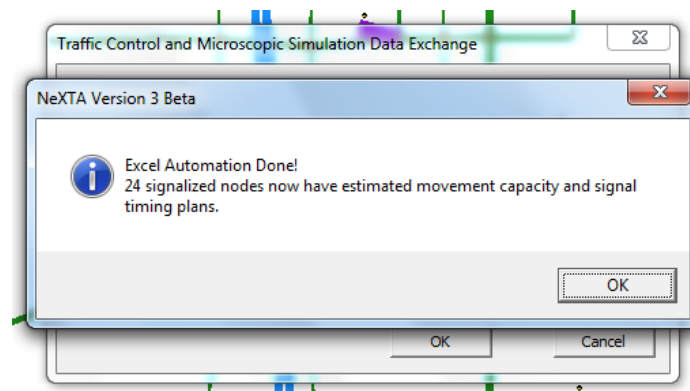 Traffic Control and Microscopic Simulation Data Exchange
NeXTA Version 3 Beta
Excel Automation Done!
24 signalized nodes now have estimated movement capacity and signal
timing plans.
OK
OK
Cancel